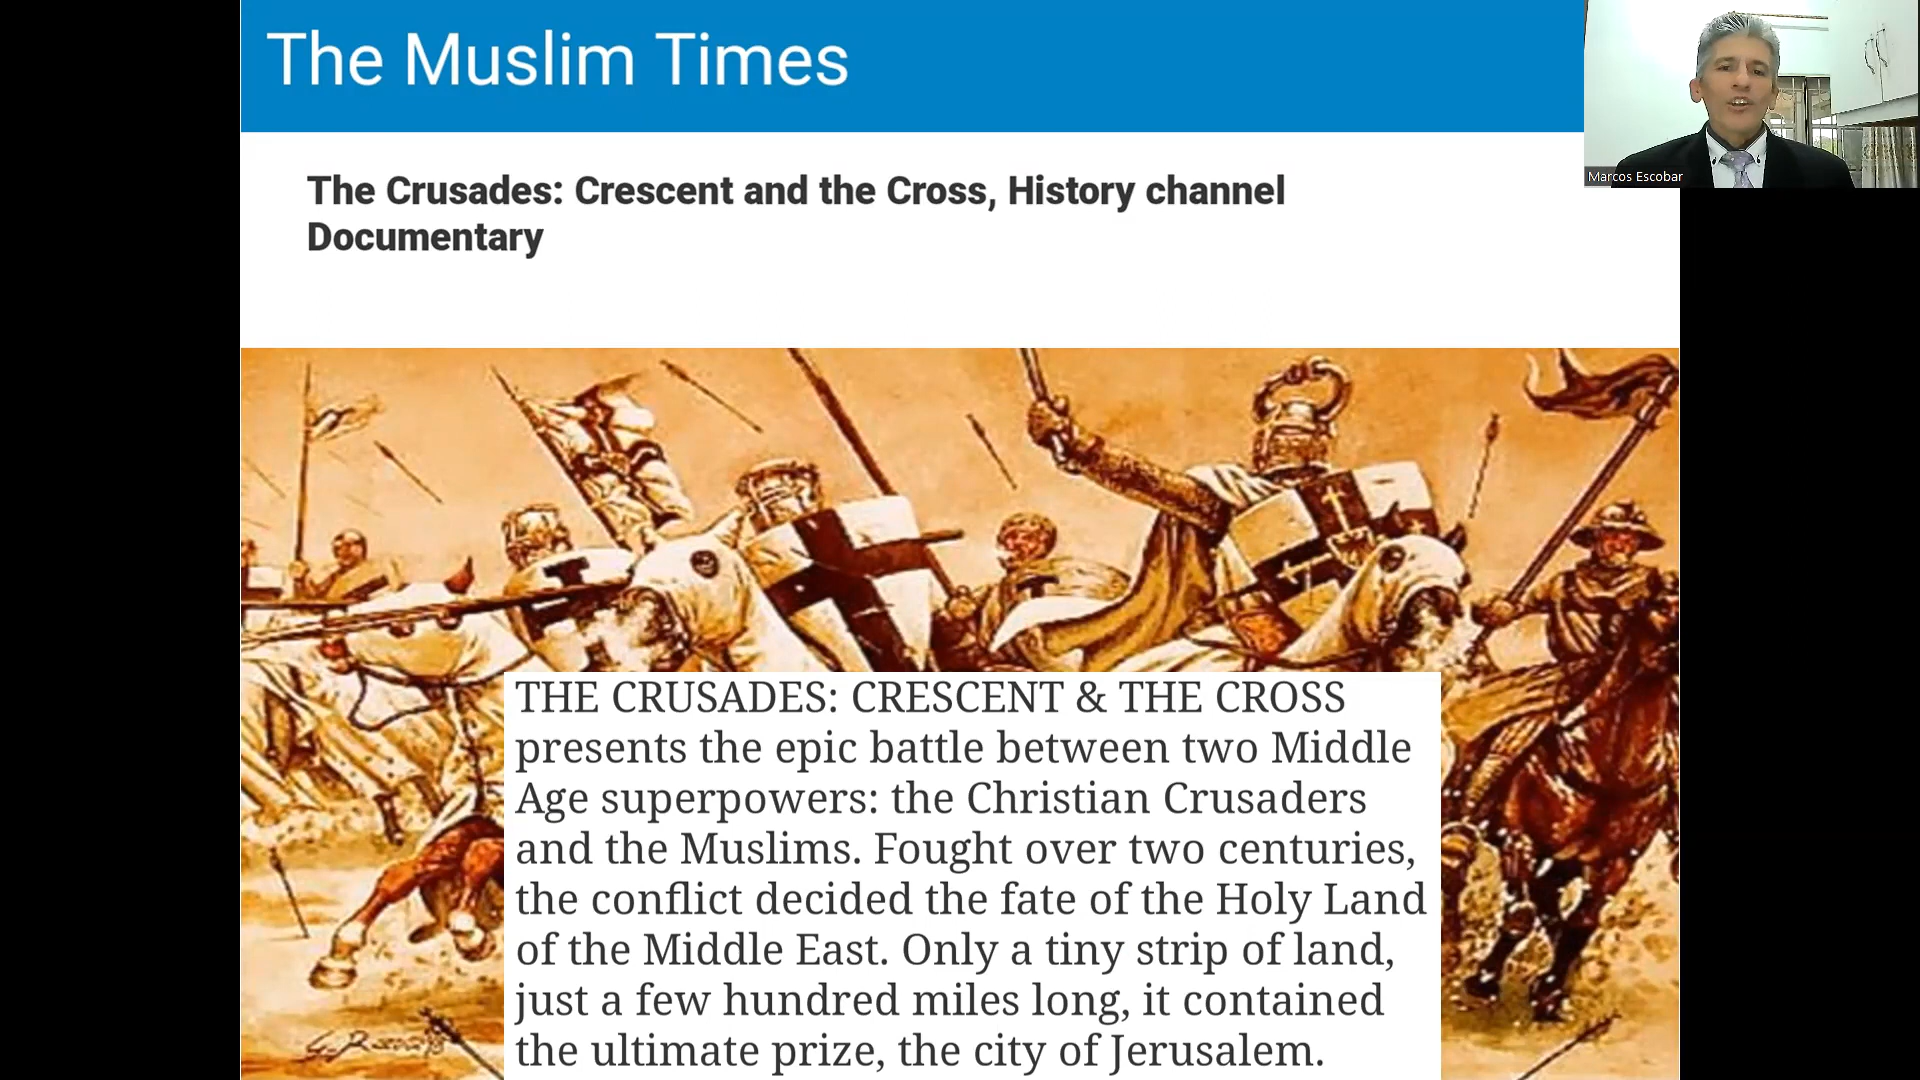 The Muslim Times
Marcos Escobar
The Crusades: Crescent and the Cross, History channel
Documentary
THE CRUSADES: CRESCENT & THE CROSS
presents the epic battle between two Middle
Age superpowers: the Christian Crusaders
and the Muslims. Fought over two centuries,
the conflict decided the fate of the Holy Land
of the Middle East. Only a tiny strip of land,
just a few hundred miles long, it contained
the ultimate prize, the city of Jerusalem.